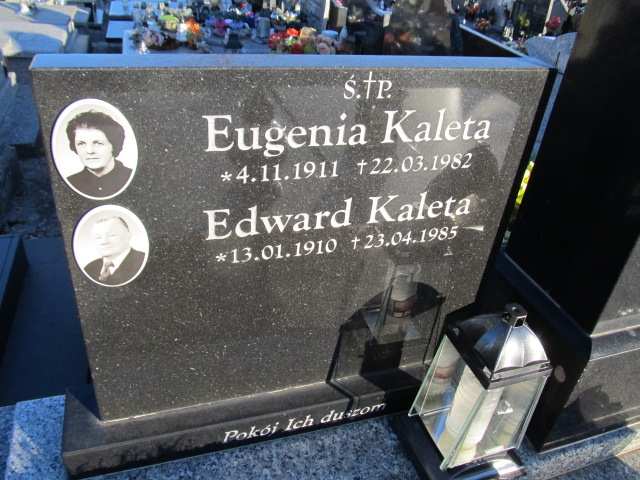 Ś.†P.
Eugenia Kaleta
*4.11.1911 †22.03.1982
Edward Kaleta
*13.01.1910 †23.04.1985
Pokój Ich duszom